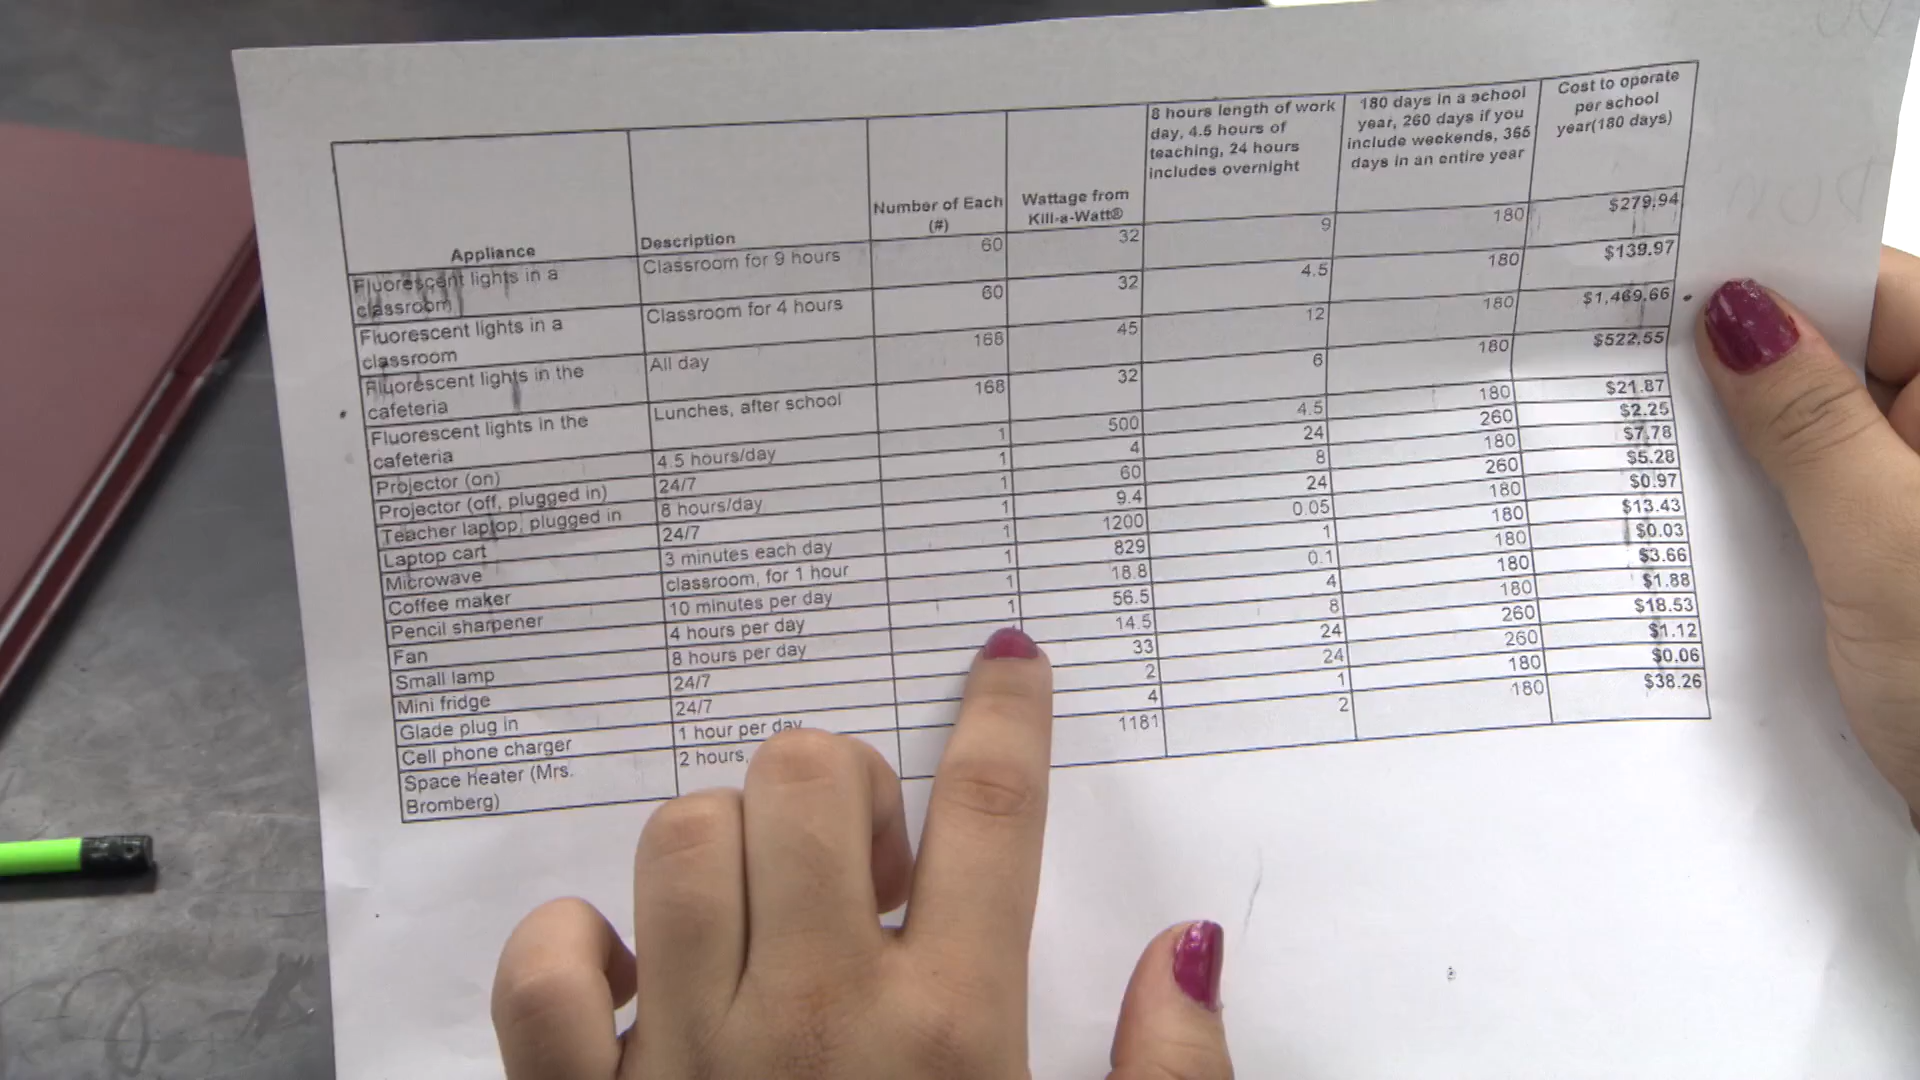 Appliance
Description
Number of Each
(#)
Wattage from
Kill-a-Watt®
8 hours length of work
day, 4.5 hours of
teaching, 24 hours
includes overnight
180 days in a school
year, 260 days if you
include weekends, 365
days in an entire year
Cost to operate
per school
year(180 days)
Fluorescent lights in a
classroom
Classroom for 9 hours
60
32
9
180
$279.94
Fluorescent lights in a
classroom
Classroom for 4 hours
60
32
4.5
180
$139.97
Fluorescent lights in the
cafeteria
All day
168
45
12
180
$1,469.66
Fluorescent lights in the
cafeteria
Lunches, after school
168
32
6
180
$522.55
Projector (on)
4.5 hours/day
1
500
4.5
180
$21.87
Projector (off, plugged in)
24/7
1
4
24
260
$2.25
Teacher laptop, plugged in
8 hours/day
1
60
8
180
$7.78
Laptop cart
24/7
1
9.4
24
260
$5.28
Microwave
3 minutes each day
1
1200
0.05
180
$0.97
Coffee maker
classroom, for 1 hour
1
829
1
180
$13.43
Pencil sharpener
10 minutes per day
1
18.8
0.1
180
$0.03
Fan
4 hours per day
1
56.5
4
180
$3.66
Small lamp
8 hours per day
14.5
8
180
$1.88
Mini fridge
24/7
33
24
260
$18.53
Glade plug in
24/7
2
24
260
$1.12
Cell phone charger
1 hour per day
4
1
180
$0.06
Space heater (Mrs.
Bromberg)
2 hours,
1181
2
180
$38.26